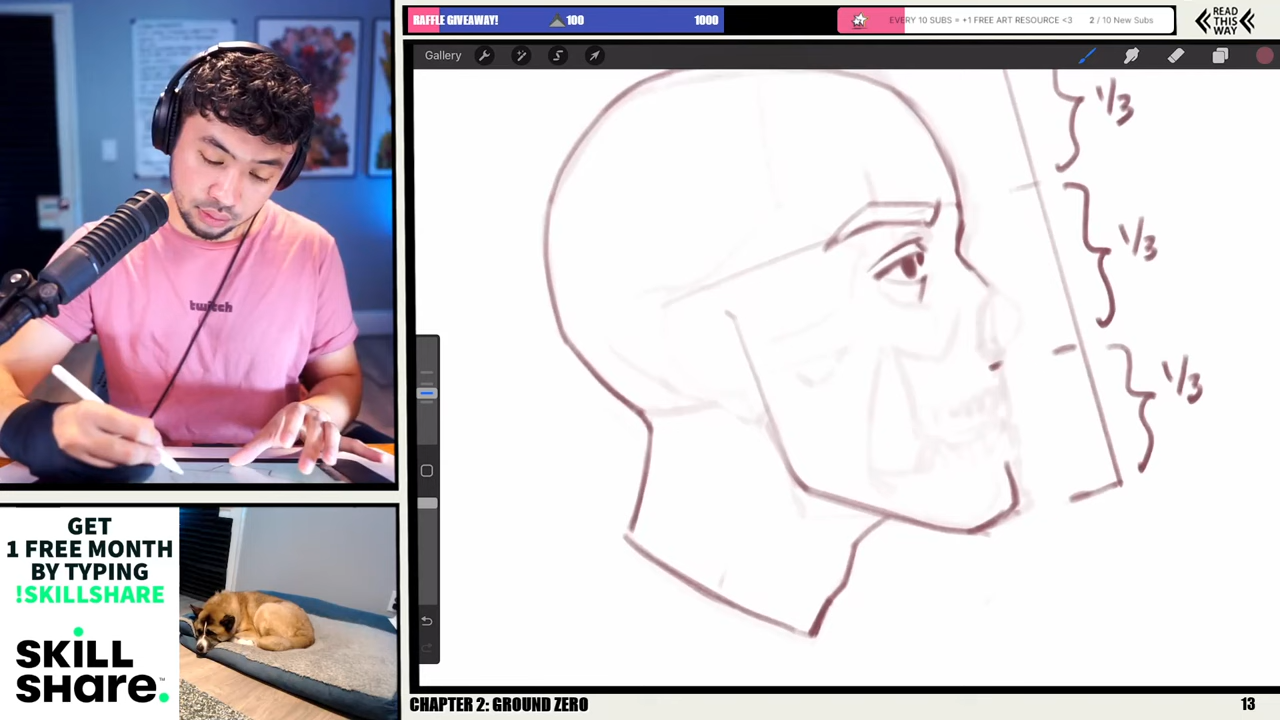 RAFFLE GIVEAWAY!
100
1000
EVERY 10 SUBS = +1 FREE ART RESOURCE <3
2 / 10 New Subs
READ
THIS
WAY
Gallery
1/3
1/3
1/3
twitch
GET
1 FREE MONTH
BY TYPING
!SKILLSHARE
SKILL
SHARE.
CHAPTER 2: GROUND ZERO
13